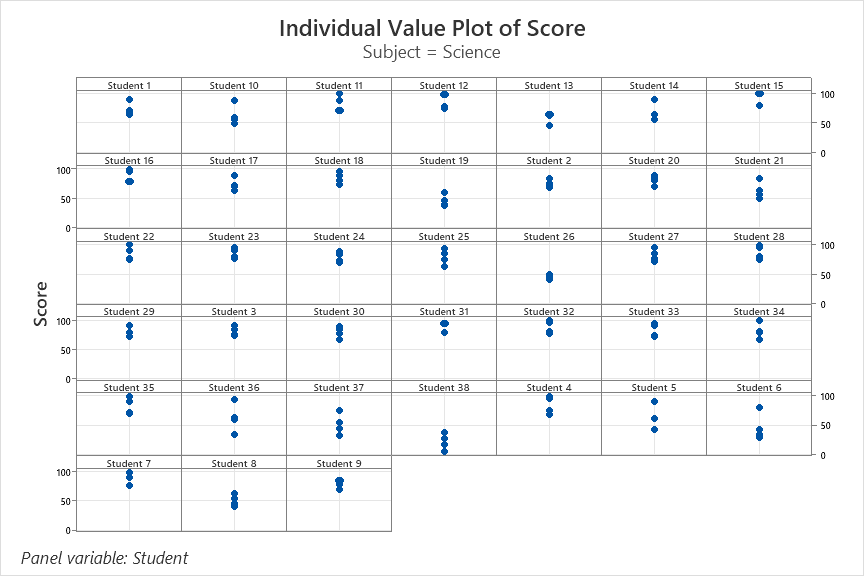 Individual Value Plot of Score
Subject = Science
Student 1 Student 10 Student 11 Student 12 Student 13 Student 14 Student 15
100
50
0
Student 16 Student 17 Student 18 Student 19 Student 2 Student 20 Student 21
100
50
0
Student 22 Student 23 Student 24 Student 25 Student 26 Student 27 Student 28
100
50
0
Score
Student 29 Student 3 Student 30 Student 31 Student 32 Student 33 Student 34
100
50
0
Student 35 Student 36 Student 37 Student 38 Student 4 Student 5 Student 6
100
50
0
Student 7 Student 8 Student 9
100
50
0
Panel variable: Student